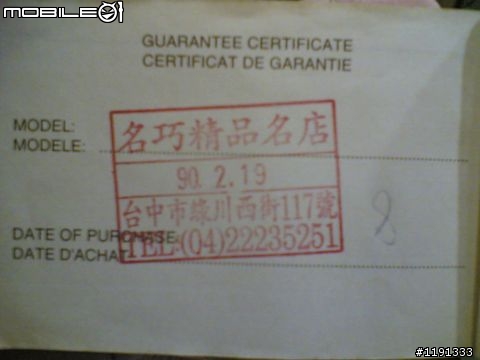 MOBILE01
GUARANTEE CERTIFICATE
CERTIFICAT DE GARANTIE
MODEL:
MODELE:
名巧精品名店
90. 2. 19
台中市綠川西街117號
TEL:(04)22235251
DATE OF PURCHASE:
DATE D'ACHAT
8
#1191333